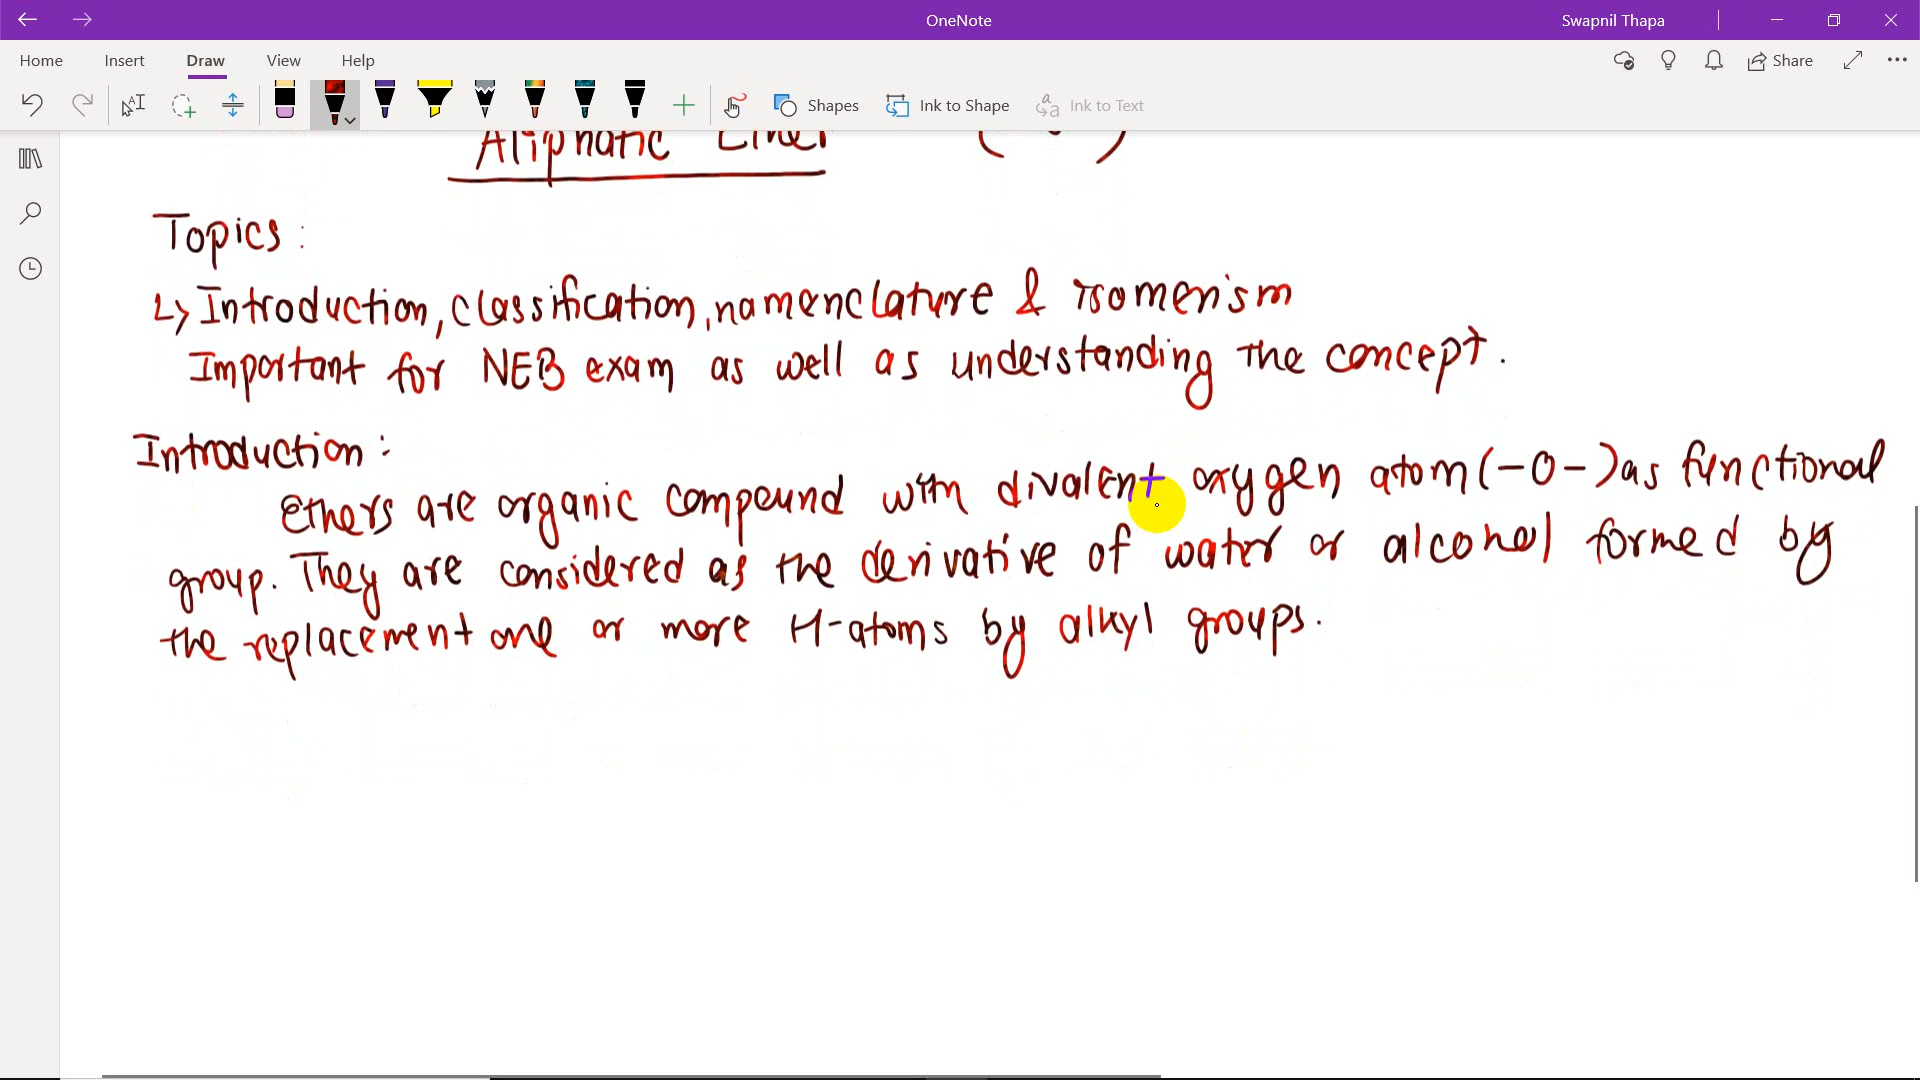 OneNote
Swapnil Thapa
Home Insert Draw View Help
Share
Shapes
Ink to Shape
Ink to Text
Aliphatic Ether
Topics:
Introduction, classification, nomenclature & isomerism
Important for NEB exam as well as understanding the concept.
Introduction:
Ethers are organic compound with divalent oxygen atom (-O-) as functional
group. They are considered as the derivative of water or alcohol formed by
the replacement one or more H-atoms by alkyl groups.